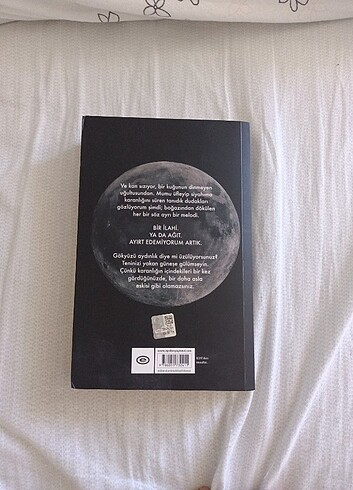 Ve kan sızıyor, bir kuğunun dinmeyen
uğultusundan. Mumu üfleyip siyahıma
karanlığını süren tanıdık dudakları
gözlüyorum şimdi, boğazından dökülen
her bir söz ayrı bir melodi.
BİR İLAHİ.
YA DA AĞIT.
AYIRT EDEMİYORUM ARTIK.
Gökyüzü aydınlık diye mi üzülüyorsunuz?
Teninizi yakan güneşe gülümseyin.
Çünkü karanlığın içindekileri bir kez
gördüğünüzde, bir daha asla
eskisi gibi olamazsınız.